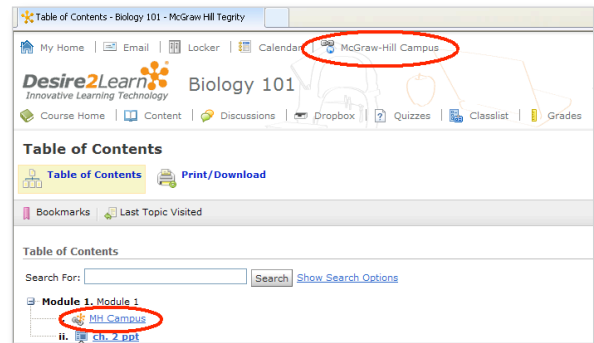 Table of Contents - Biology 101 - McGraw Hill Tegrity
My Home | Email | Locker | Calendar | McGraw-Hill Campus
Desire2Learn
Innovative Learning Technology
Biology 101
Course Home | Content | Discussions | Dropbox | Quizzes | Classlist | Grades
Table of Contents
Table of Contents Print/Download
Bookmarks Last Topic Visited
Table of Contents
Search For: Search Show Search Options
Module 1. Module 1
MH Campus
ii. ch. 2 ppt